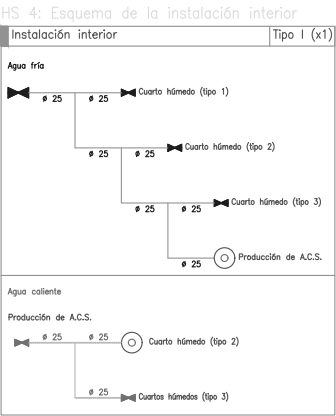 HS 4: Esquema de la instalación interior
Instalación interior Tipo I (x1)
Agua fría
Cuarto húmedo (tipo 1)
ø 25 ø 25
Cuarto húmedo (tipo 2)
ø 25 ø 25
Cuarto húmedo (tipo 3)
ø 25 ø 25
Producción de A.C.S.
ø 25
Agua caliente
Producción de A.C.S.
ø 25 ø 25
Cuarto húmedo (tipo 2)
ø 25
Cuartos húmedos (tipo 3)